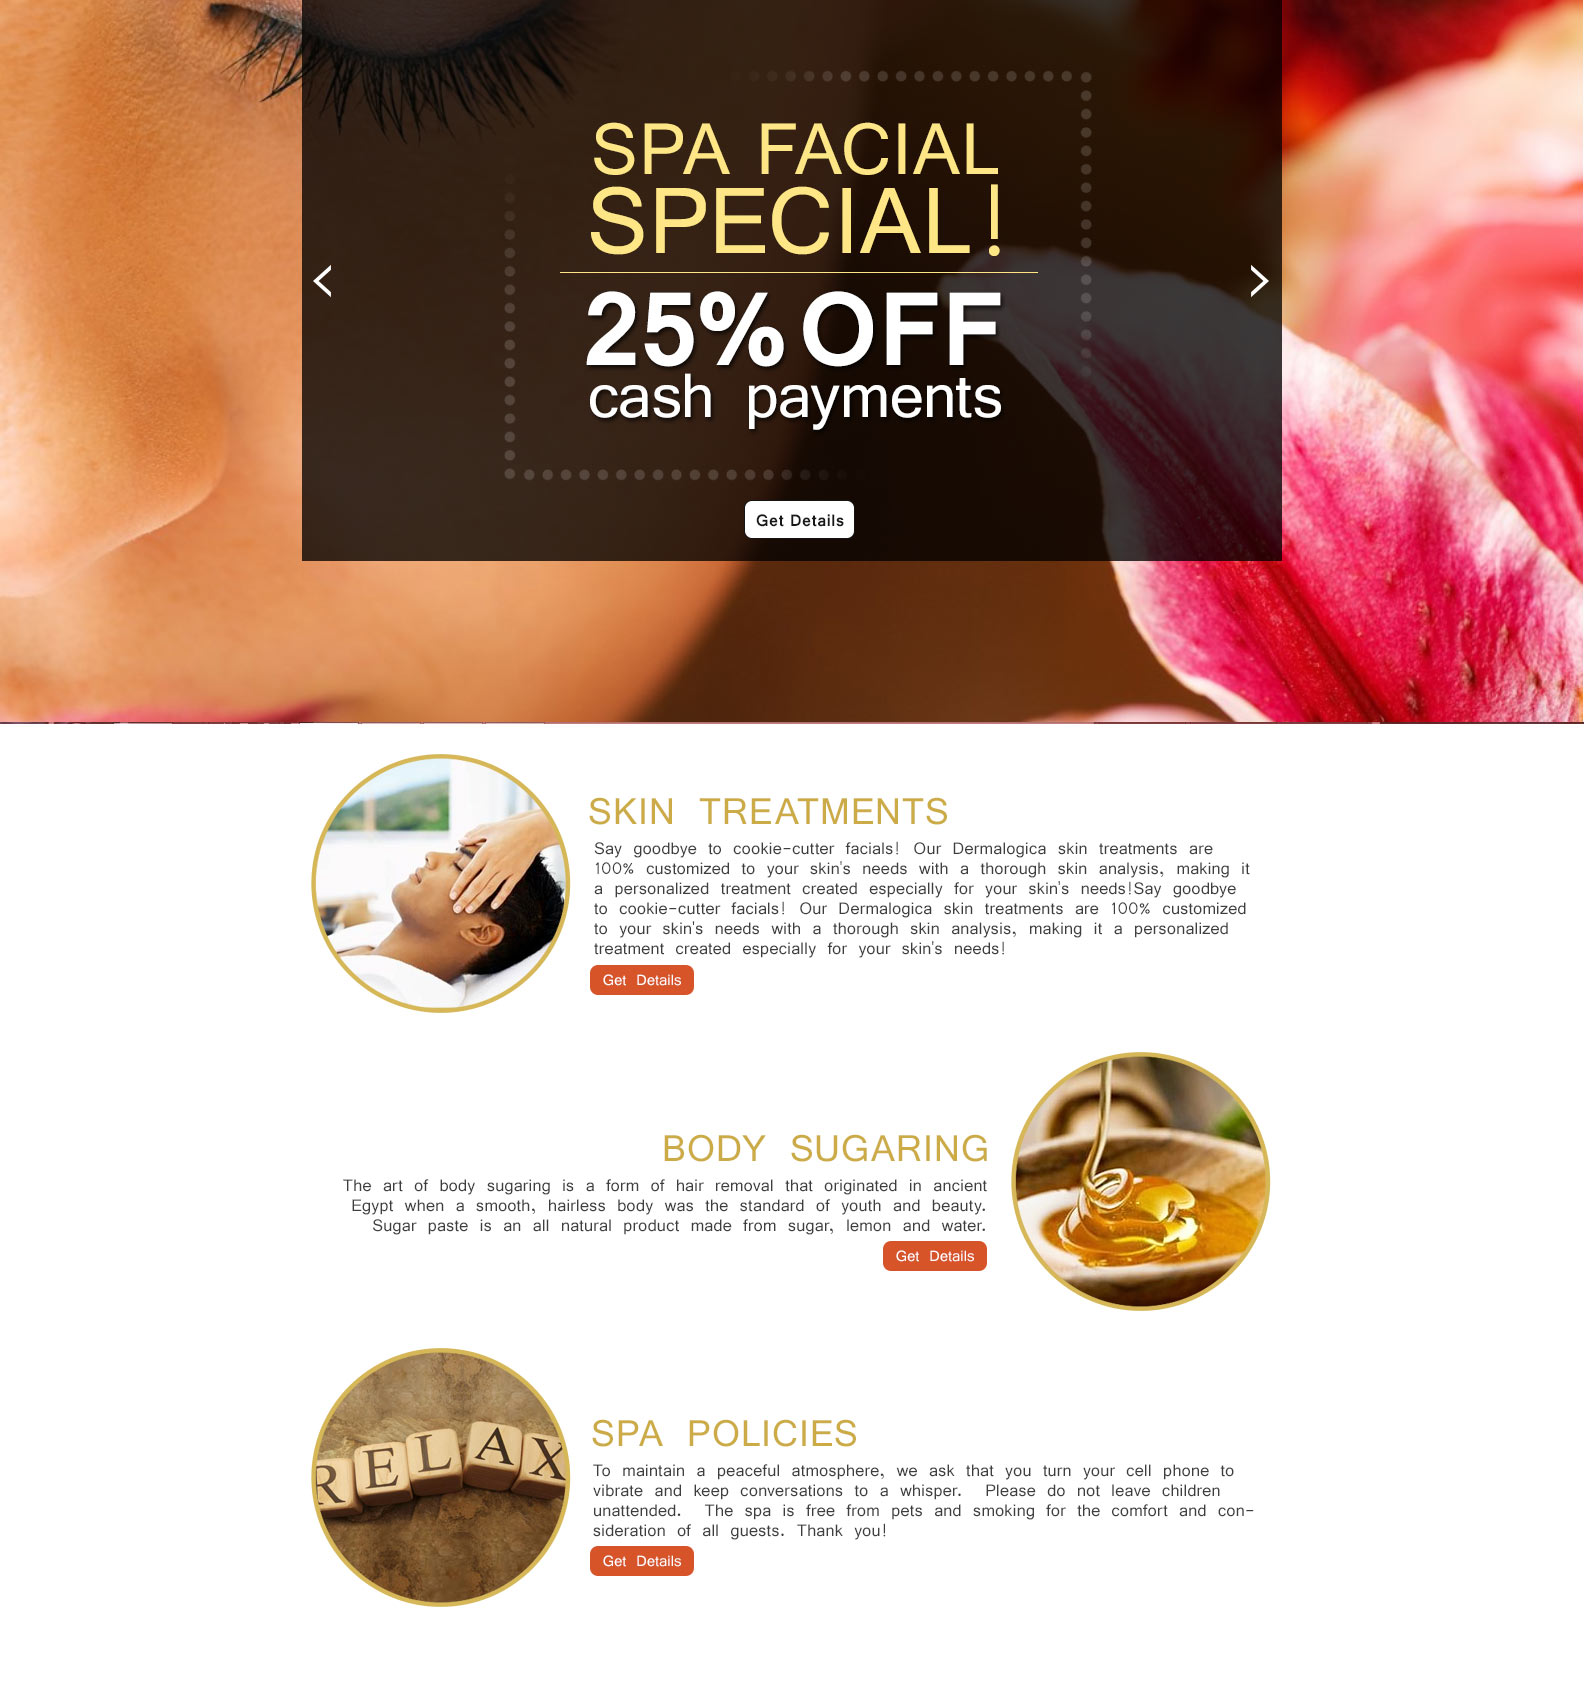 SPA FACIAL
SPECIAL!
25% OFF
cash payments
Get Details
SKIN TREATMENTS
Say goodbye to cookie-cutter facials! Our Dermalogica skin treatments are
100% customized to your skin's needs with a thorough skin analysis, making it
a personalized treatment created especially for your skin's needs!Say goodbye
to cookie-cutter facials! Our Dermalogica skin treatments are 100% customized
to your skin's needs with a thorough skin analysis, making it a personalized
treatment created especially for your skin's needs!
Get Details
BODY SUGARING
The art of body sugaring is a form of hair removal that originated in ancient
Egypt when a smooth, hairless body was the standard of youth and beauty.
Sugar paste is an all natural product made from sugar, lemon and water.
Get Details
RELAX
SPA POLICIES
To maintain a peaceful atmosphere, we ask that you turn your cell phone to
vibrate and keep conversations to a whisper. Please do not leave children
unattended. The spa is free from pets and smoking for the comfort and con-
sideration of all guests. Thank you!
Get Details